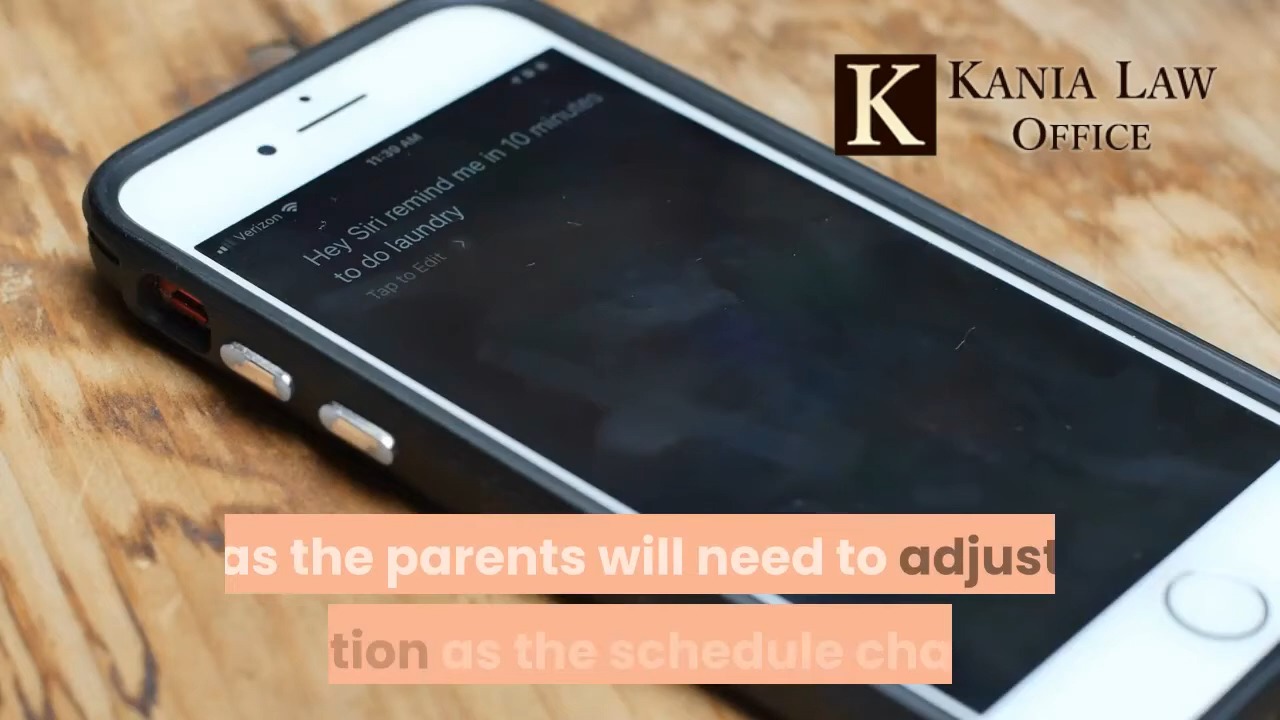 KANIA LAW
OFFICE
K
11:39 AM
Verizon
Hey Siri remind me in 10 minutes
to do laundry
Tap to Edit
as the parents will need to adjust
tion as the schedule cha